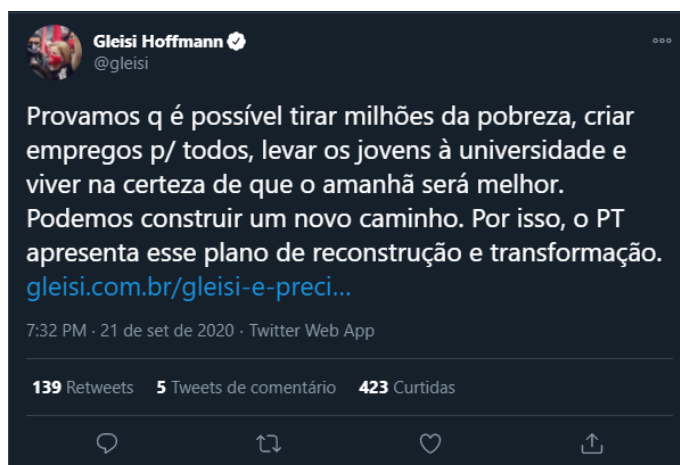 Gleisi Hoffmann
@gleisi
Provamos q é possível tirar milhões da pobreza, criar
empregos p/ todos, levar os jovens à universidade e
viver na certeza de que o amanhã será melhor.
Podemos construir um novo caminho. Por isso, o PT
apresenta esse plano de reconstrução e transformação.
gleisi.com.br/gleisi-e-preci...
7:32 PM · 21 de set de 2020 · Twitter Web App
139 Retweets 5 Tweets de comentário 423 Curtidas